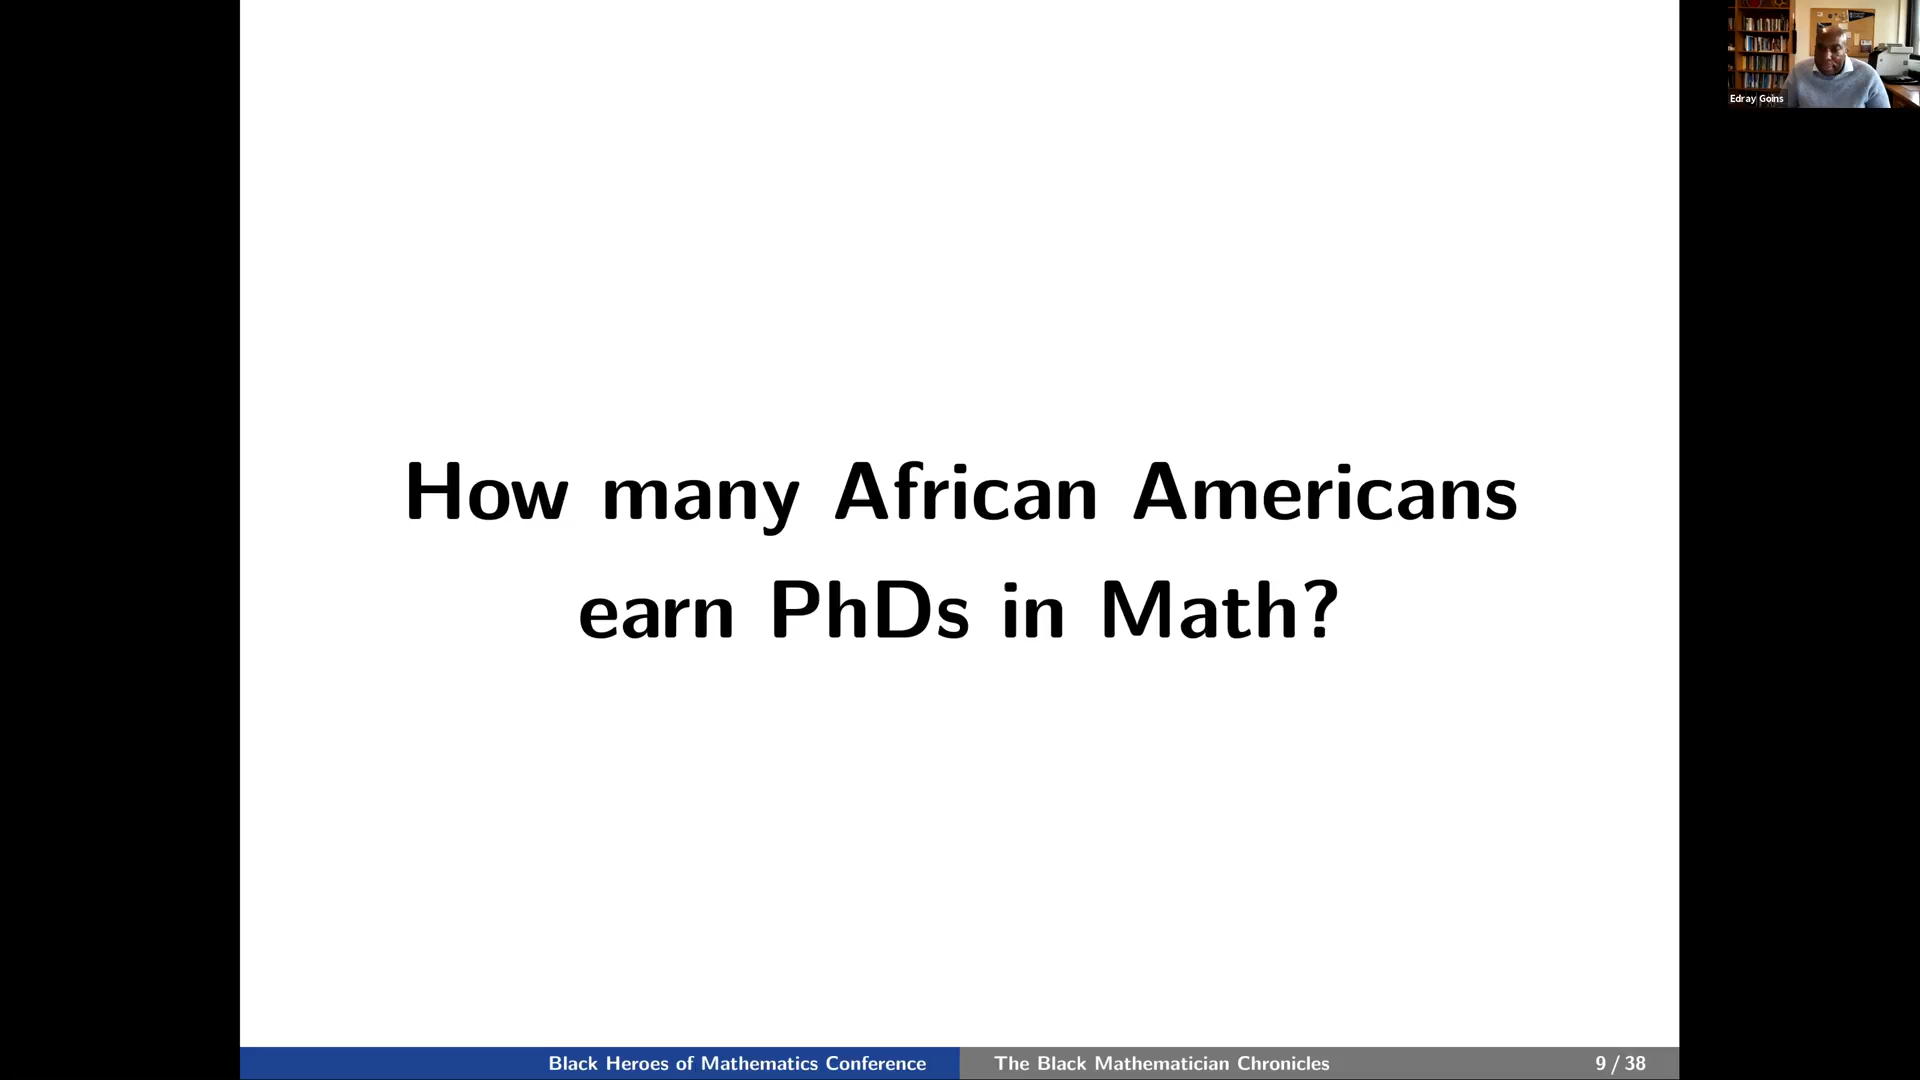 How many African Americans
earn PhDs in Math?
Edray Goins
Black Heroes of Mathematics Conference
The Black Mathematician Chronicles
9 / 38